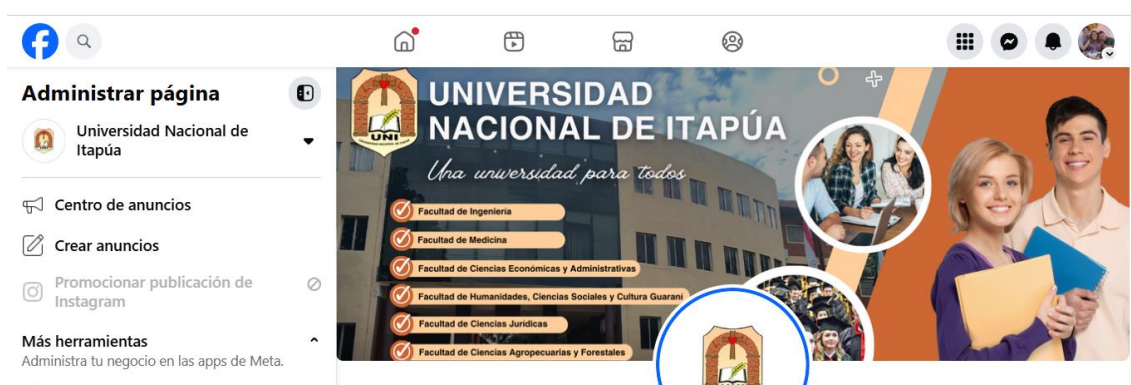 Administrar página
Universidad Nacional de
Itapúa
Centro de anuncios
Crear anuncios
Promocionar publicación de
Instagram
Más herramientas
Administra tu negocio en las apps de Meta.
UNI
UNIVERSIDAD
NACIONAL DE ITAPÚA
Una universidad para todos
Facultad de Ingeniería
Facultad de Medicina
Facultad de Ciencias Económicas y Administrativas
Facultad de Humanidades, Ciencias Sociales y Cultura Guaraní
Facultad de Ciencias Jurídicas
Facultad de Ciencias Agropecuarias y Forestales